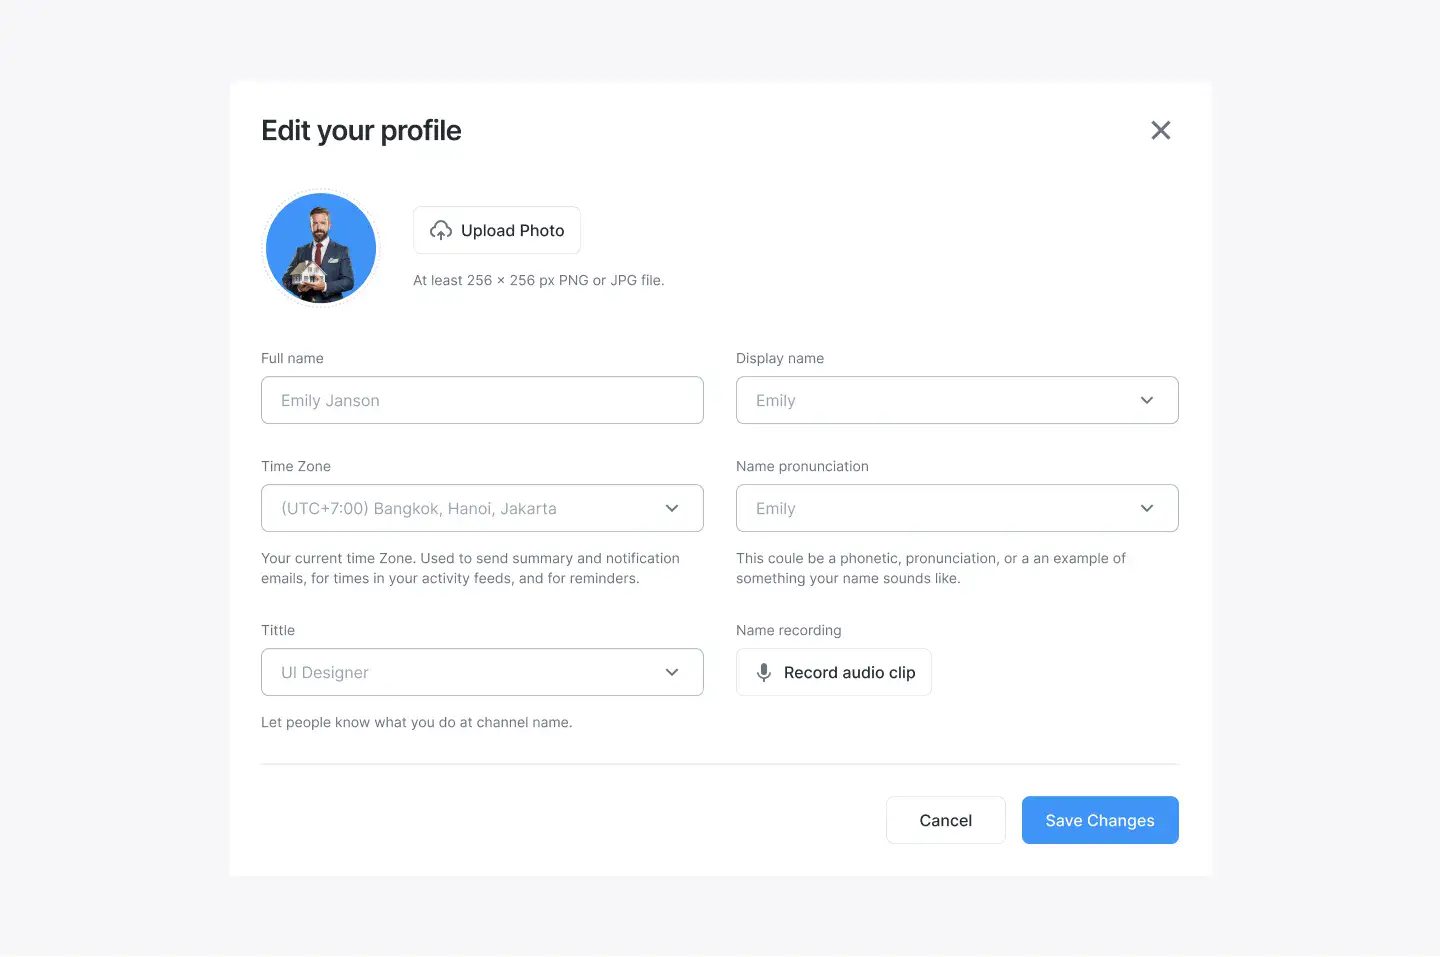 Edit your profile
Upload Photo
At least 256 × 256 px PNG or JPG file.
Full name
Display name
Emily Janson
Emily
Time Zone
Name pronunciation
(UTC+7:00) Bangkok, Hanoi, Jakarta
Emily
Your current time Zone. Used to send summary and notification
emails, for times in your activity feeds, and for reminders.
This coule be a phonetic, pronunciation, or a an example of
something your name sounds like.
Tittle
Name recording
UI Designer
Record audio clip
Let people know what you do at channel name.
Cancel
Save Changes